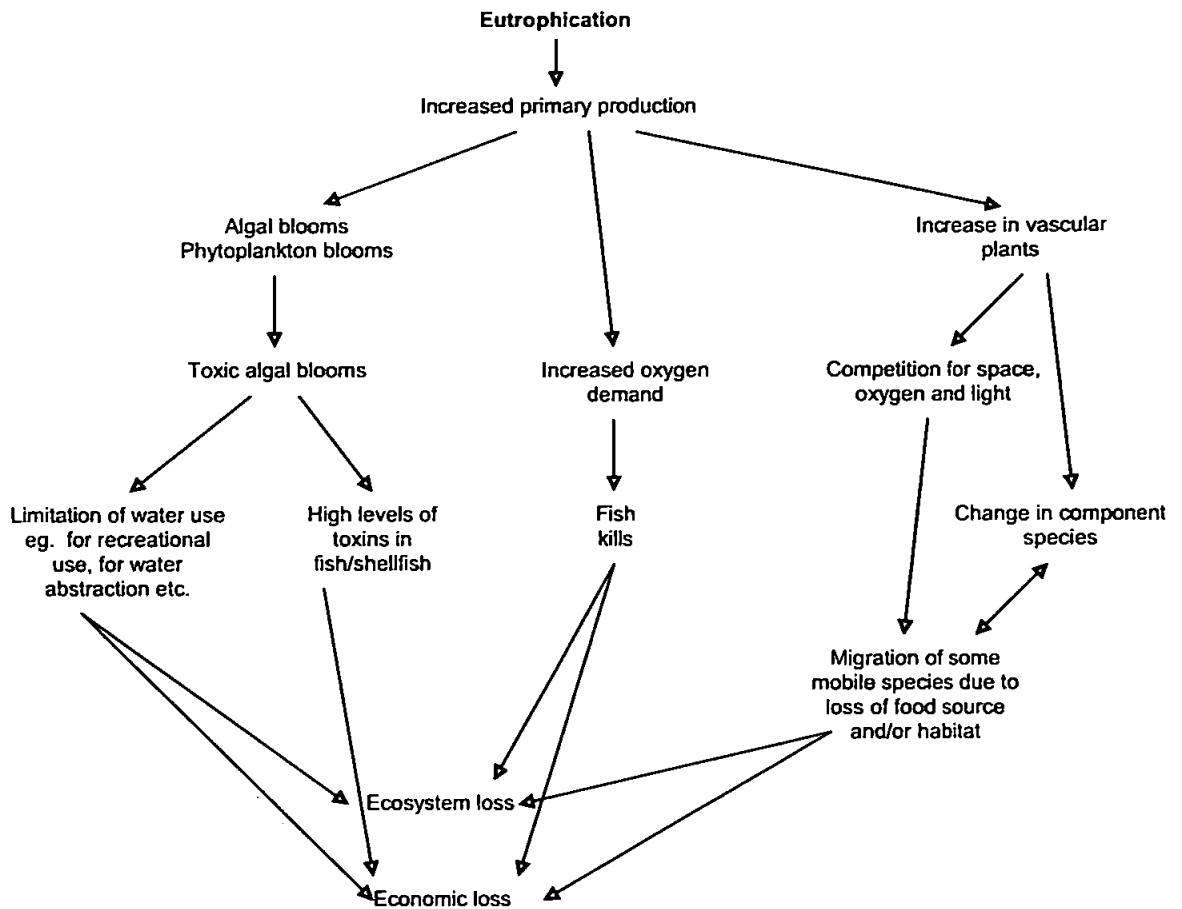 Eutrophication
Increased primary production
Algal blooms
Phytoplankton blooms
Increase in vascular
plants
Toxic algal blooms
Increased oxygen
demand
Competition for space,
oxygen and light
Limitation of water use
eg. for recreational
use, for water
abstraction etc.
High levels of
toxins in
fish/shellfish
Fish
kills
Change in component
species
Migration of some
mobile species due to
loss of food source
and/or habitat
Ecosystem loss
Economic loss